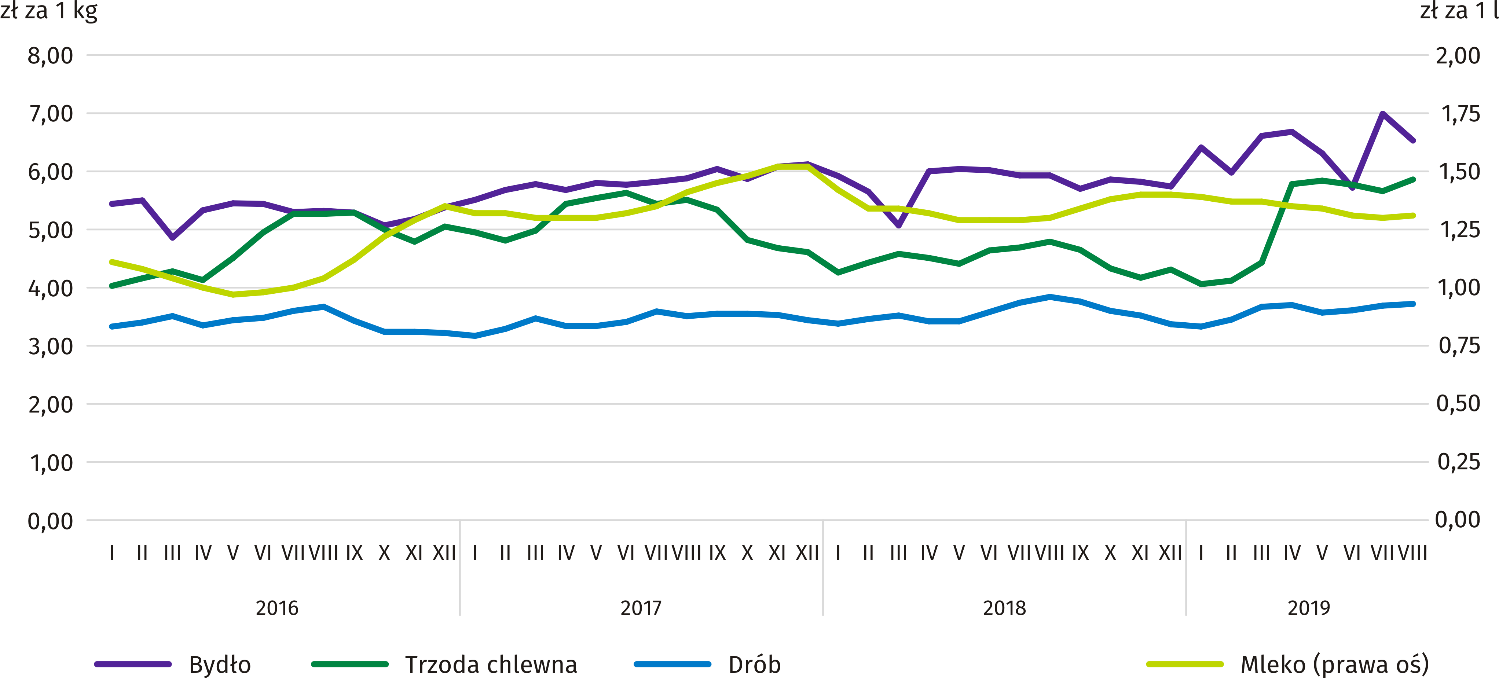 zł za 1 kg zł za 1 l
8,00 2,00
7,00 1,75
6,00 1,50
5,00 1,25
4,00 1,00
3,00 0,75
2,00 0,50
1,00 0,25
0,00 0,00
I II III IV V VI VII VIII IX X XI XII I II III IV V VI VII VIII IX X XI XII I II III IV V VI VII VIII IX X XI XII I II III IV V VI VII VIII
2016 2017 2018 2019
Bydło Trzoda chlewna Drób Mleko (prawa oś)